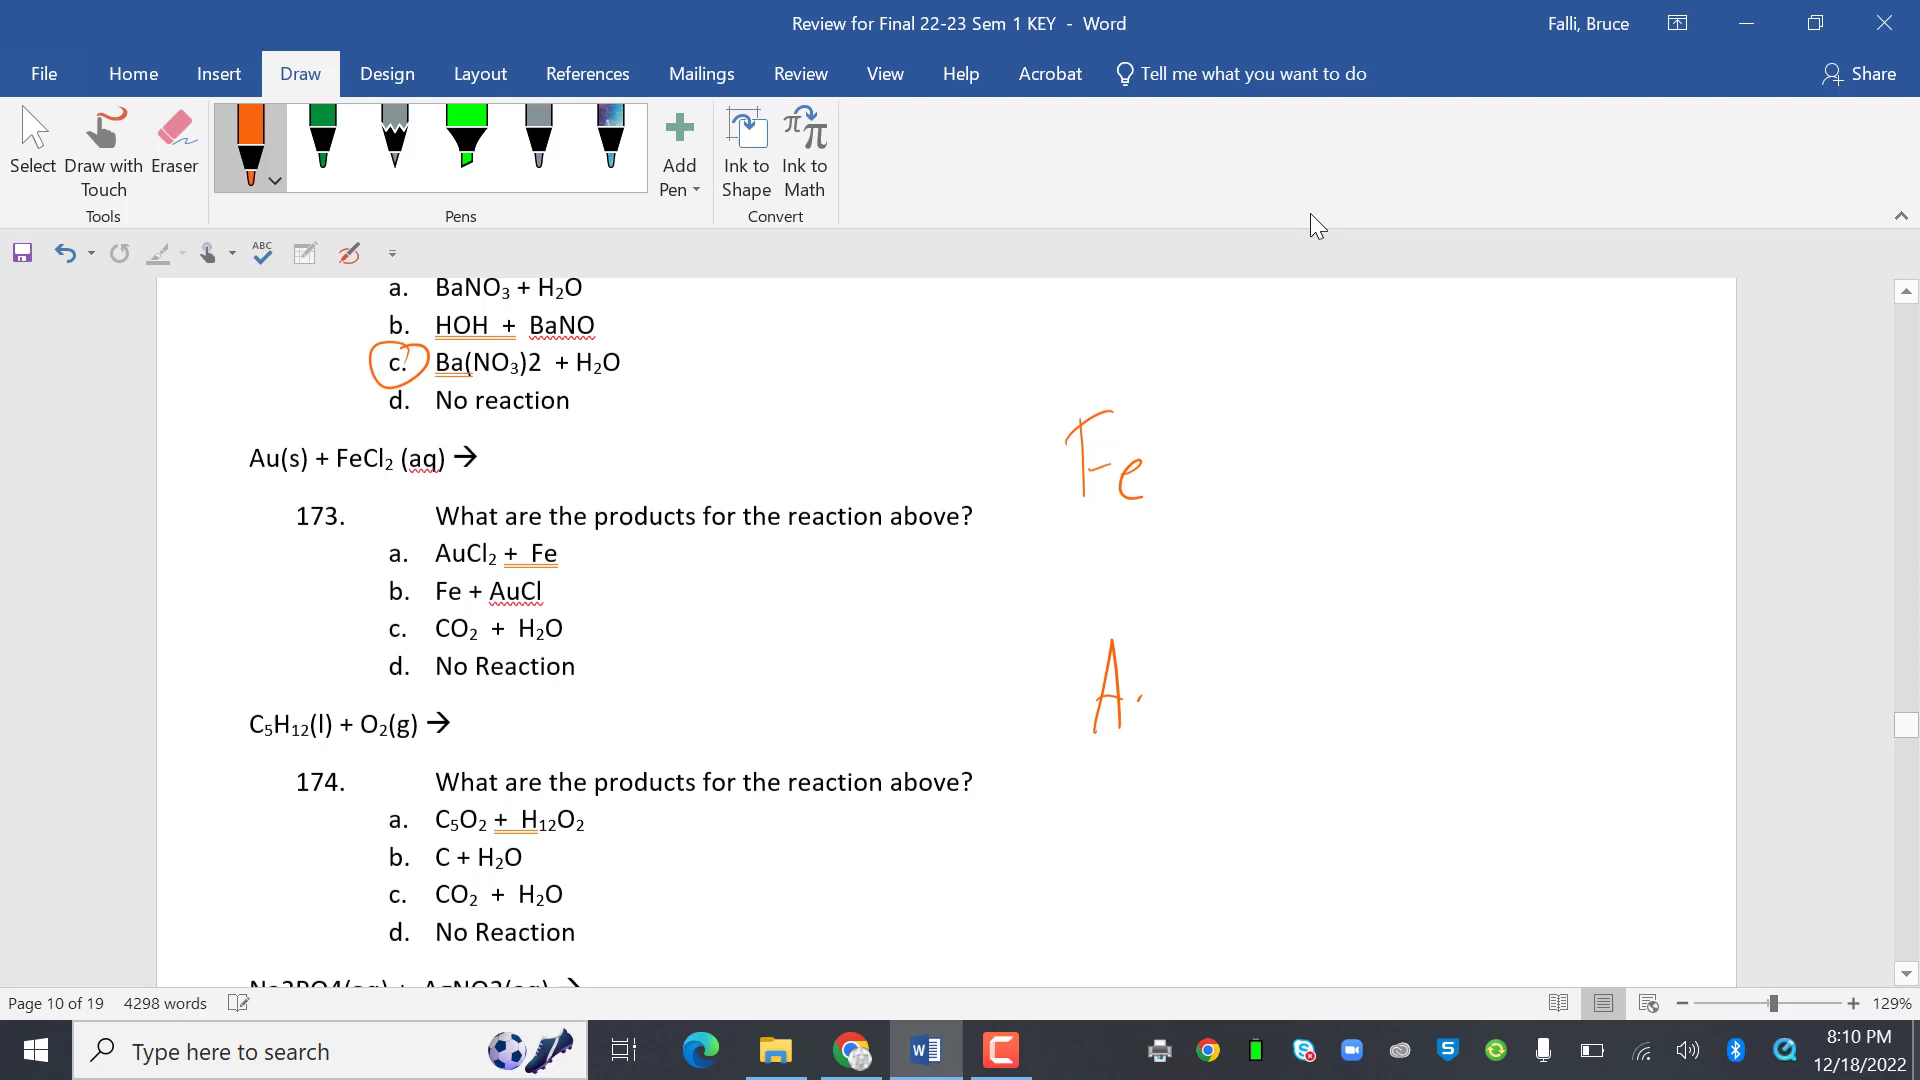 Review for Final 22-23 Sem 1 KEY - Word
Falli, Bruce
File Home Insert Draw Design Layout References Mailings Review View Help Acrobat Tell me what you want to do Share
Select Draw with Touch Eraser Add Pen Ink to Shape Ink to Math
Tools Pens Convert
ABC
a. BaNO₃ + H₂O
b. HOH + BaNO
c. Ba(NO₃)2 + H₂O
d. No reaction
Fe
Au(s) + FeCl₂ (aq) →
173. What are the products for the reaction above?
a. AuCl₂ + Fe
b. Fe + AuCl
c. CO₂ + H₂O
d. No Reaction
A
C₅H₁₂(l) + O₂(g) →
174. What are the products for the reaction above?
a. C₅O₂ + H₁₂O₂
b. C + H₂O
c. CO₂ + H₂O
d. No Reaction
Page 10 of 19 4298 words 129%
Type here to search
8:10 PM
12/18/2022